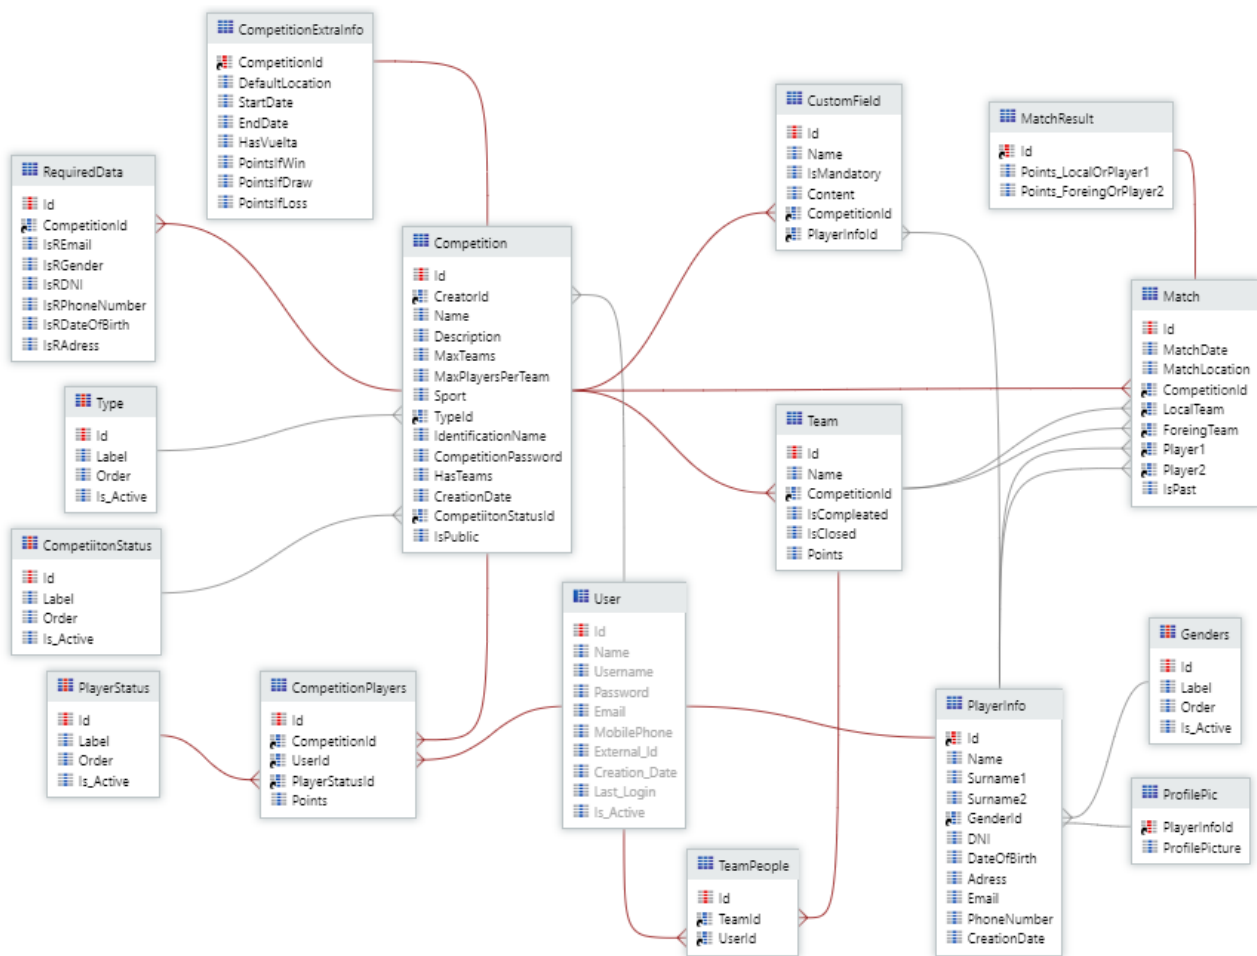 CompetitionExtraInfo
CompetitionId
DefaultLocation
StartDate
EndDate
HasVuelta
PointsIfWin
PointsIfDraw
PointsIfLoss
RequiredData
Id
CompetitionId
IsREmail
IsRGender
IsRDNI
IsRPhoneNumber
IsRDateOfBirth
IsRAdress
Type
Id
Label
Order
Is_Active
CompetiitonStatus
Id
Label
Order
Is_Active
PlayerStatus
Id
Label
Order
Is_Active
Competition
Id
CreatorId
Name
Description
MaxTeams
MaxPlayersPerTeam
Sport
TypeId
IdentificationName
CompetitionPassword
HasTeams
CreationDate
CompetiitonStatusId
IsPublic
CompetitionPlayers
Id
CompetitionId
UserId
PlayerStatusId
Points
User
Id
Name
Username
Password
Email
MobilePhone
External_Id
Creation_Date
Last_Login
Is_Active
TeamPeople
Id
TeamId
UserId
CustomField
Id
Name
IsMandatory
Content
CompetitionId
PlayerInfoId
Team
Id
Name
CompetitionId
IsCompleated
IsClosed
Points
MatchResult
Id
Points_LocalOrPlayer1
Points_ForeingOrPlayer2
Match
Id
MatchDate
MatchLocation
CompetitionId
LocalTeam
ForeingTeam
Player1
Player2
IsPast
PlayerInfo
Id
Name
Surname1
Surname2
GenderId
DNI
DateOfBirth
Adress
Email
PhoneNumber
CreationDate
Genders
Id
Label
Order
Is_Active
ProfilePic
PlayerInfoId
ProfilePicture